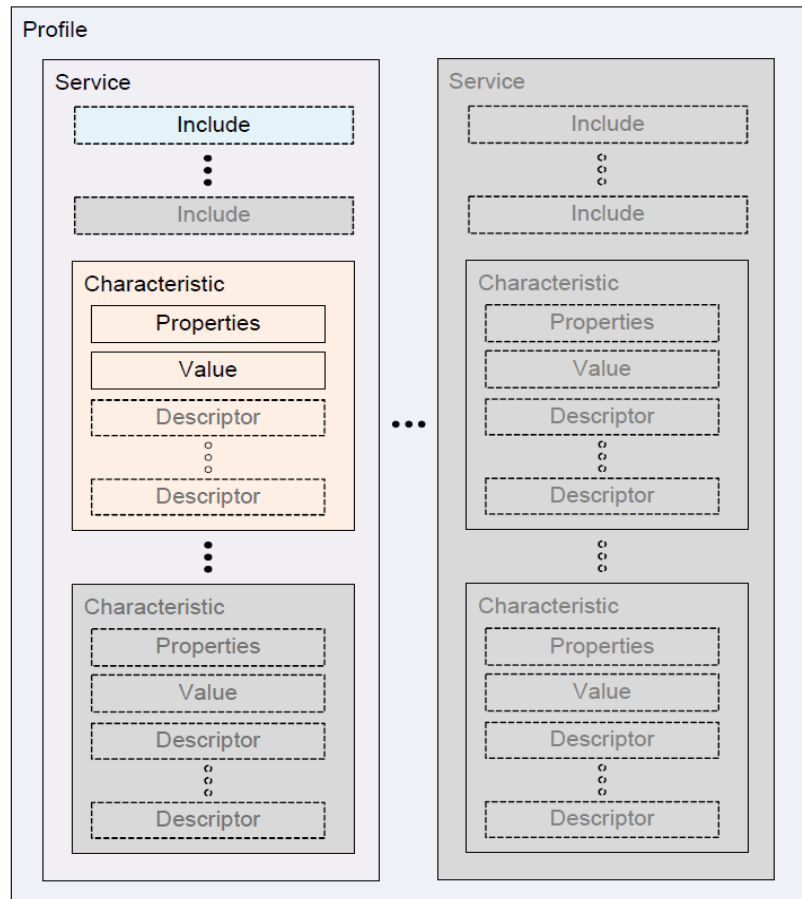 Profile
Service
Include
Include
Characteristic
Properties
Value
Descriptor
Descriptor
Characteristic
Properties
Value
Descriptor
Descriptor
Service
Include
Include
Characteristic
Properties
Value
Descriptor
Descriptor
Characteristic
Properties
Value
Descriptor
Descriptor